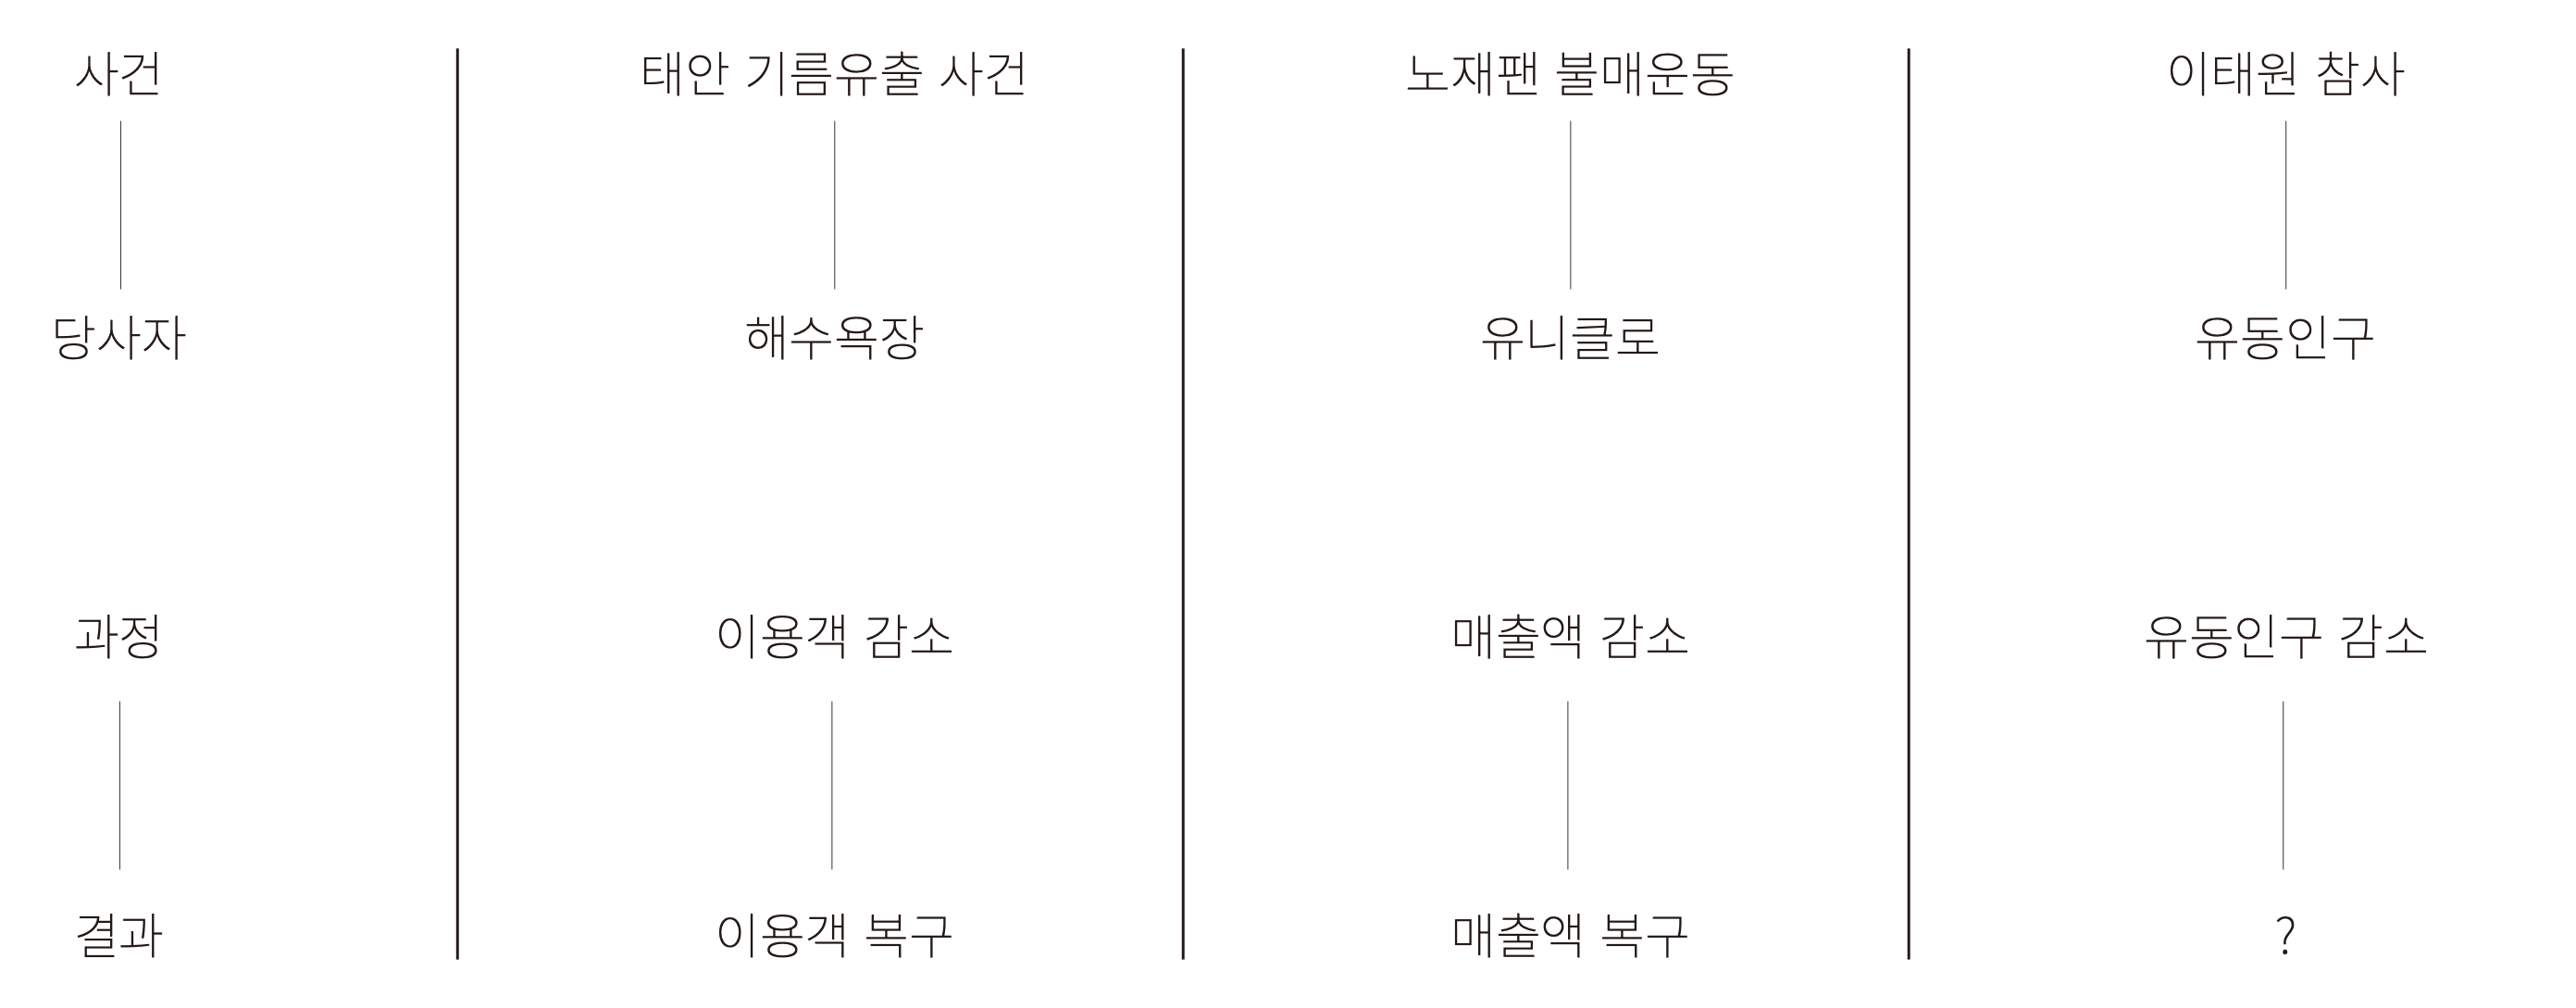 사건
태안 기름유출 사건
노재팬 불매운동
이태원 참사
당사자
해수욕장
유니클로
유동인구
과정
이용객 감소
매출액 감소
유동인구 감소
결과
이용객 복구
매출액 복구
?